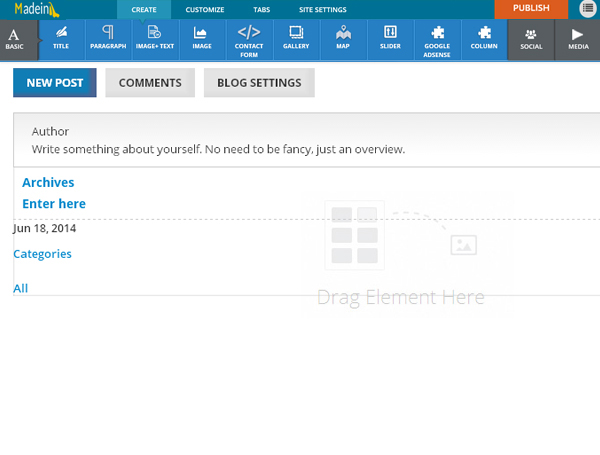 Madein
CREATE CUSTOMIZE TABS SITE SETTINGS PUBLISH
A BASIC TITLE PARAGRAPH IMAGE+ TEXT IMAGE </> CONTACT FORM GALLERY MAP SLIDER GOOGLE ADSENSE COLUMN SOCIAL MEDIA
NEW POST COMMENTS BLOG SETTINGS
Author
Write something about yourself. No need to be fancy, just an overview.
Archives
Enter here
Jun 18, 2014
Categories
All
Drag Element Here